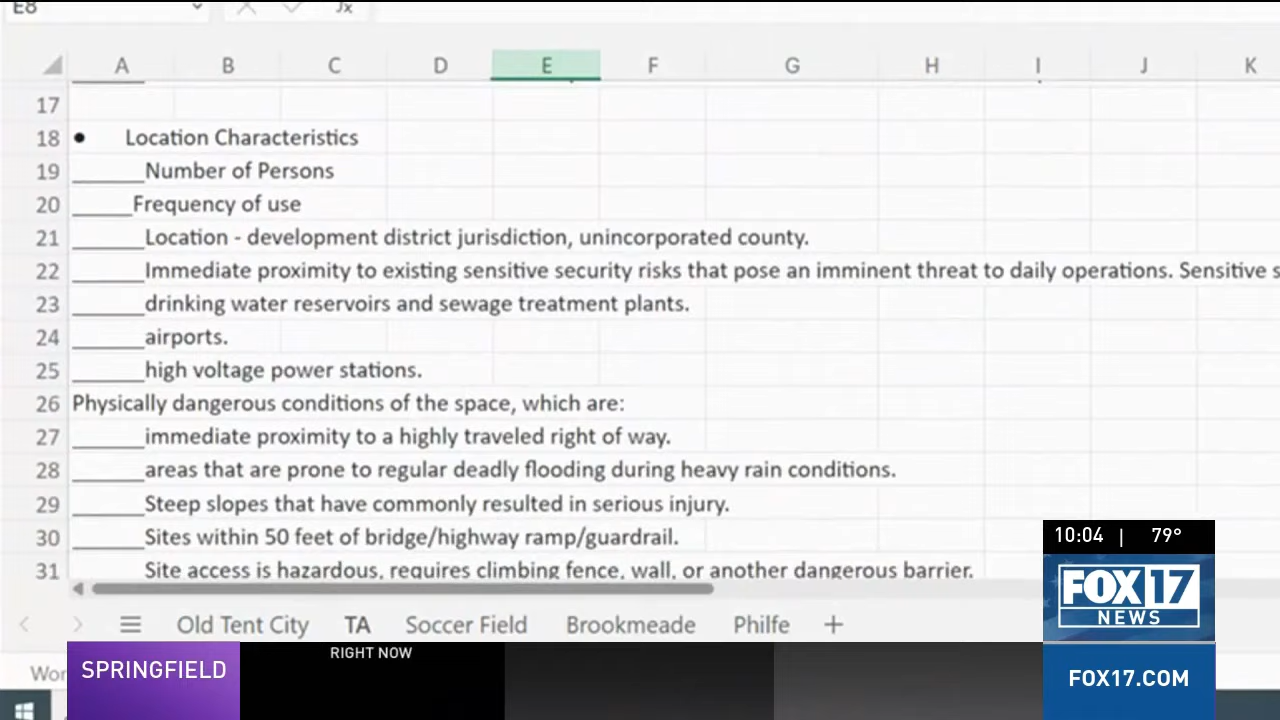 E8
fx
A B C D E F G H I J K
17
18 • Location Characteristics
19 _______Number of Persons
20 ______Frequency of use
21 _______Location - development district jurisdiction, unincorporated county.
22 _______Immediate proximity to existing sensitive security risks that pose an imminent threat to daily operations. Sensitive s
23 _______drinking water reservoirs and sewage treatment plants.
24 _______airports.
25 _______high voltage power stations.
26 Physically dangerous conditions of the space, which are:
27 _______immediate proximity to a highly traveled right of way.
28 _______areas that are prone to regular deadly flooding during heavy rain conditions.
29 _______Steep slopes that have commonly resulted in serious injury.
30 _______Sites within 50 feet of bridge/highway ramp/guardrail.
31 Site access is hazardous, requires climbing fence, wall, or another dangerous barrier.
Old Tent City TA Soccer Field Brookmeade Philfe +
Wor
10:04 | 79°
FOX 17
NEWS
SPRINGFIELD
RIGHT NOW
FOX17.COM